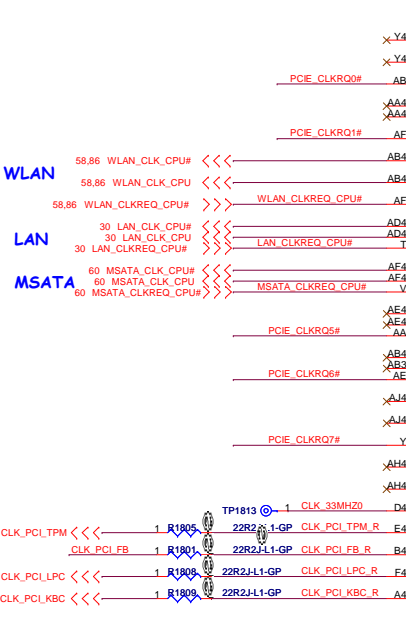 Y4
Y4
PCIE_CLKRQ0# AB
AA4
AA4
PCIE_CLKRQ1# AF
58,86 WLAN_CLK_CPU# AB4
WLAN
58,86 WLAN_CLK_CPU AB4
58,86 WLAN_CLKREQ_CPU# WLAN_CLKREQ_CPU# AF
30 LAN_CLK_CPU# AD4
LAN 30 LAN_CLK_CPU AD4
30 LAN_CLKREQ_CPU# LAN_CLKREQ_CPU# T
60 MSATA_CLK_CPU# AF4
MSATA 60 MSATA_CLK_CPU AF4
60 MSATA_CLKREQ_CPU# MSATA_CLKREQ_CPU# V
AE4
AE4
PCIE_CLKRQ5# AA
AB4
AB3
PCIE_CLKRQ6# AE
AJ4
AJ4
PCIE_CLKRQ7# Y
AH4
AH4
TP1813 1 CLK_33MHZ0 D4
CLK_PCI_TPM 1 R1805 CLK_PCI_TPM_R E4
CLK_PCI_FB 1 R1801 22R2J-L1-GP CLK_PCI_FB_R B4
CLK_PCI_LPC 1 R1808 22R2J-L1-GP CLK_PCI_LPC_R F4
CLK_PCI_KBC 1 R1809 22R2J-L1-GP CLK_PCI_KBC_R A4